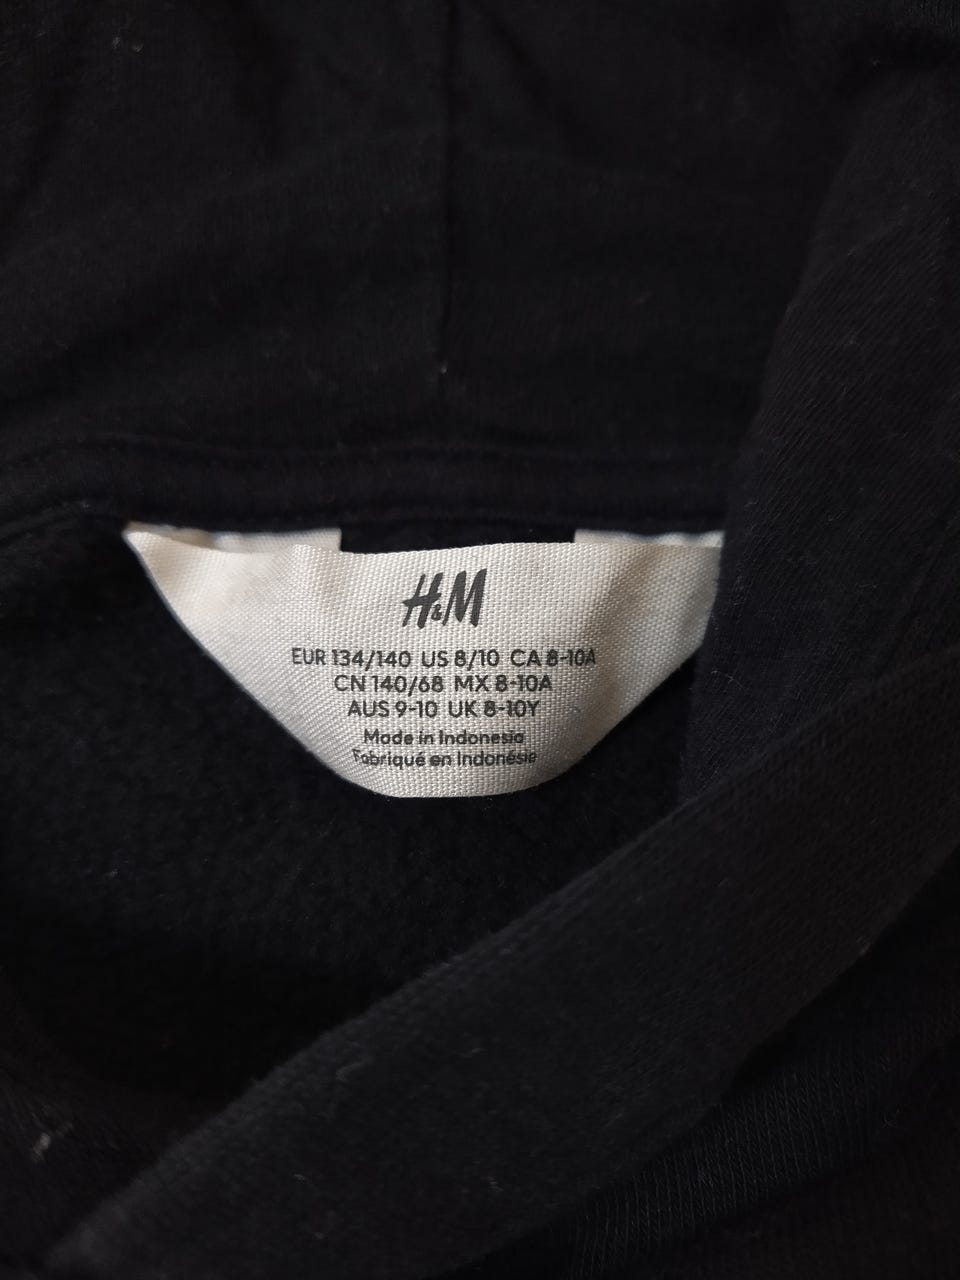 H&M
EUR 134/140 US 8/10 CA 8-10A
CN 140/68 MX 8-10A
AUS 9-10 UK 8-10Y
Made in Indonesia
Fabriqué en Indonésie